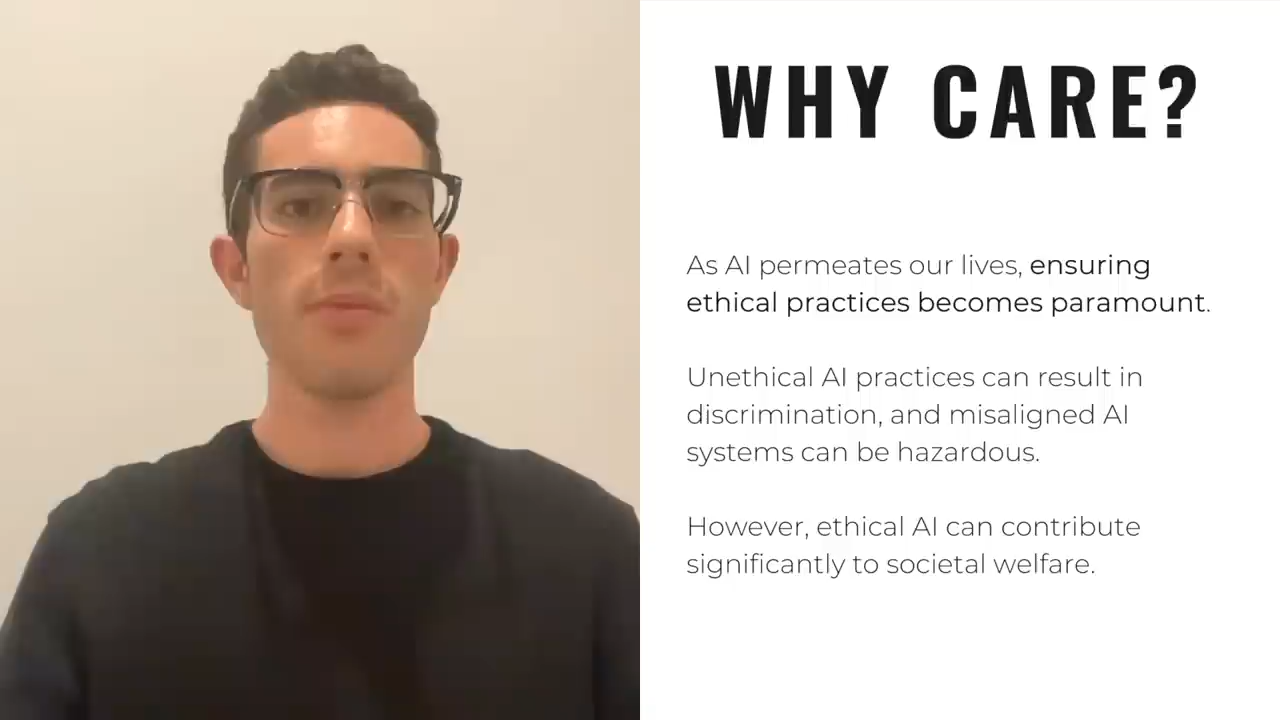 WHY CARE?
As AI permeates our lives, ensuring
ethical practices becomes paramount.
Unethical AI practices can result in
discrimination, and misaligned AI
systems can be hazardous.
However, ethical AI can contribute
significantly to societal welfare.